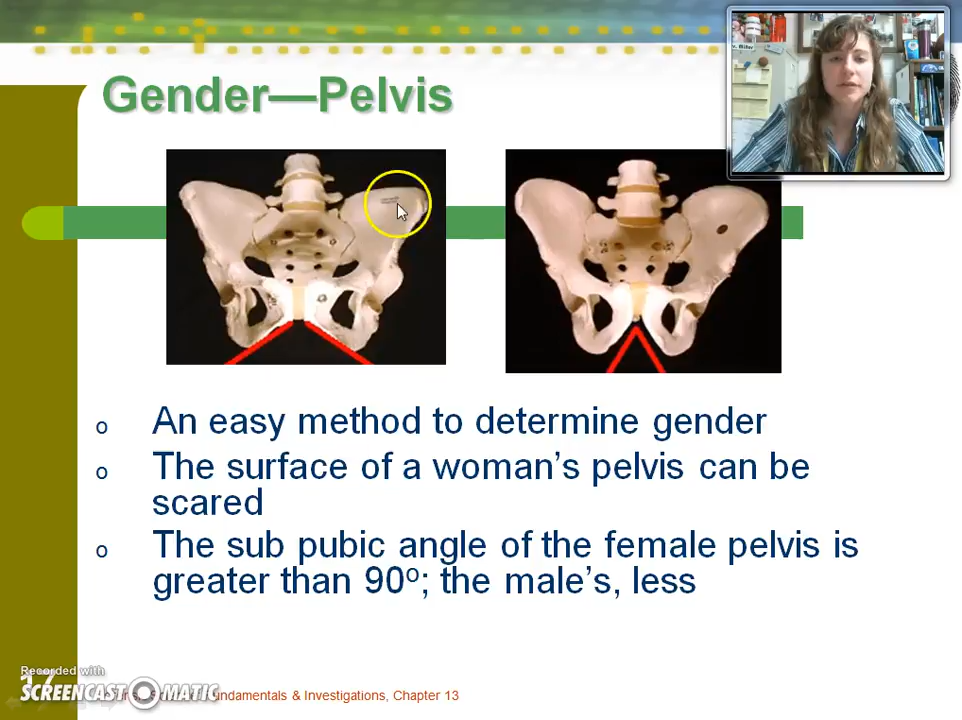 Gender—Pelvis
o An easy method to determine gender
o The surface of a woman’s pelvis can be
scared
o The sub pubic angle of the female pelvis is
greater than 90º; the male’s, less
Recorded with
17
SCREENCAST-O-MATIC
Fundamentals & Investigations, Chapter 13